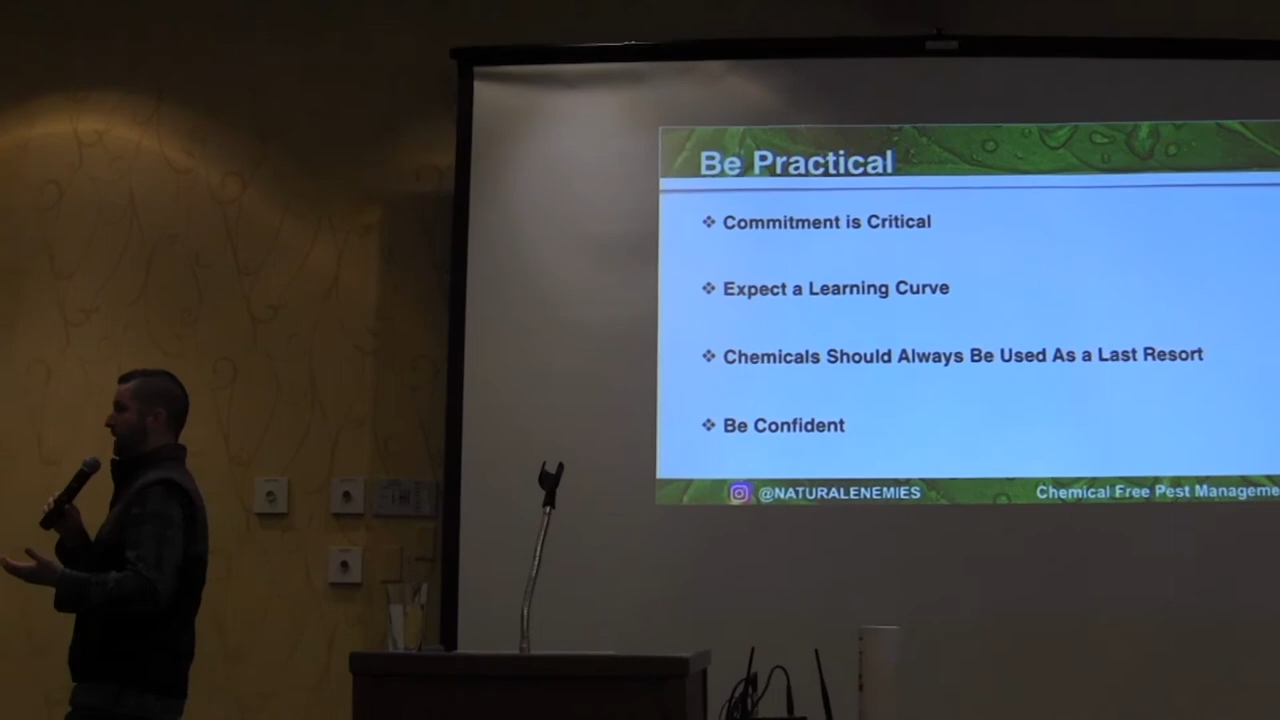 Be Practical
❖ Commitment is Critical
❖ Expect a Learning Curve
❖ Chemicals Should Always Be Used As a Last Resort
❖ Be Confident
@NATURALENEMIES
Chemical Free Pest Manageme